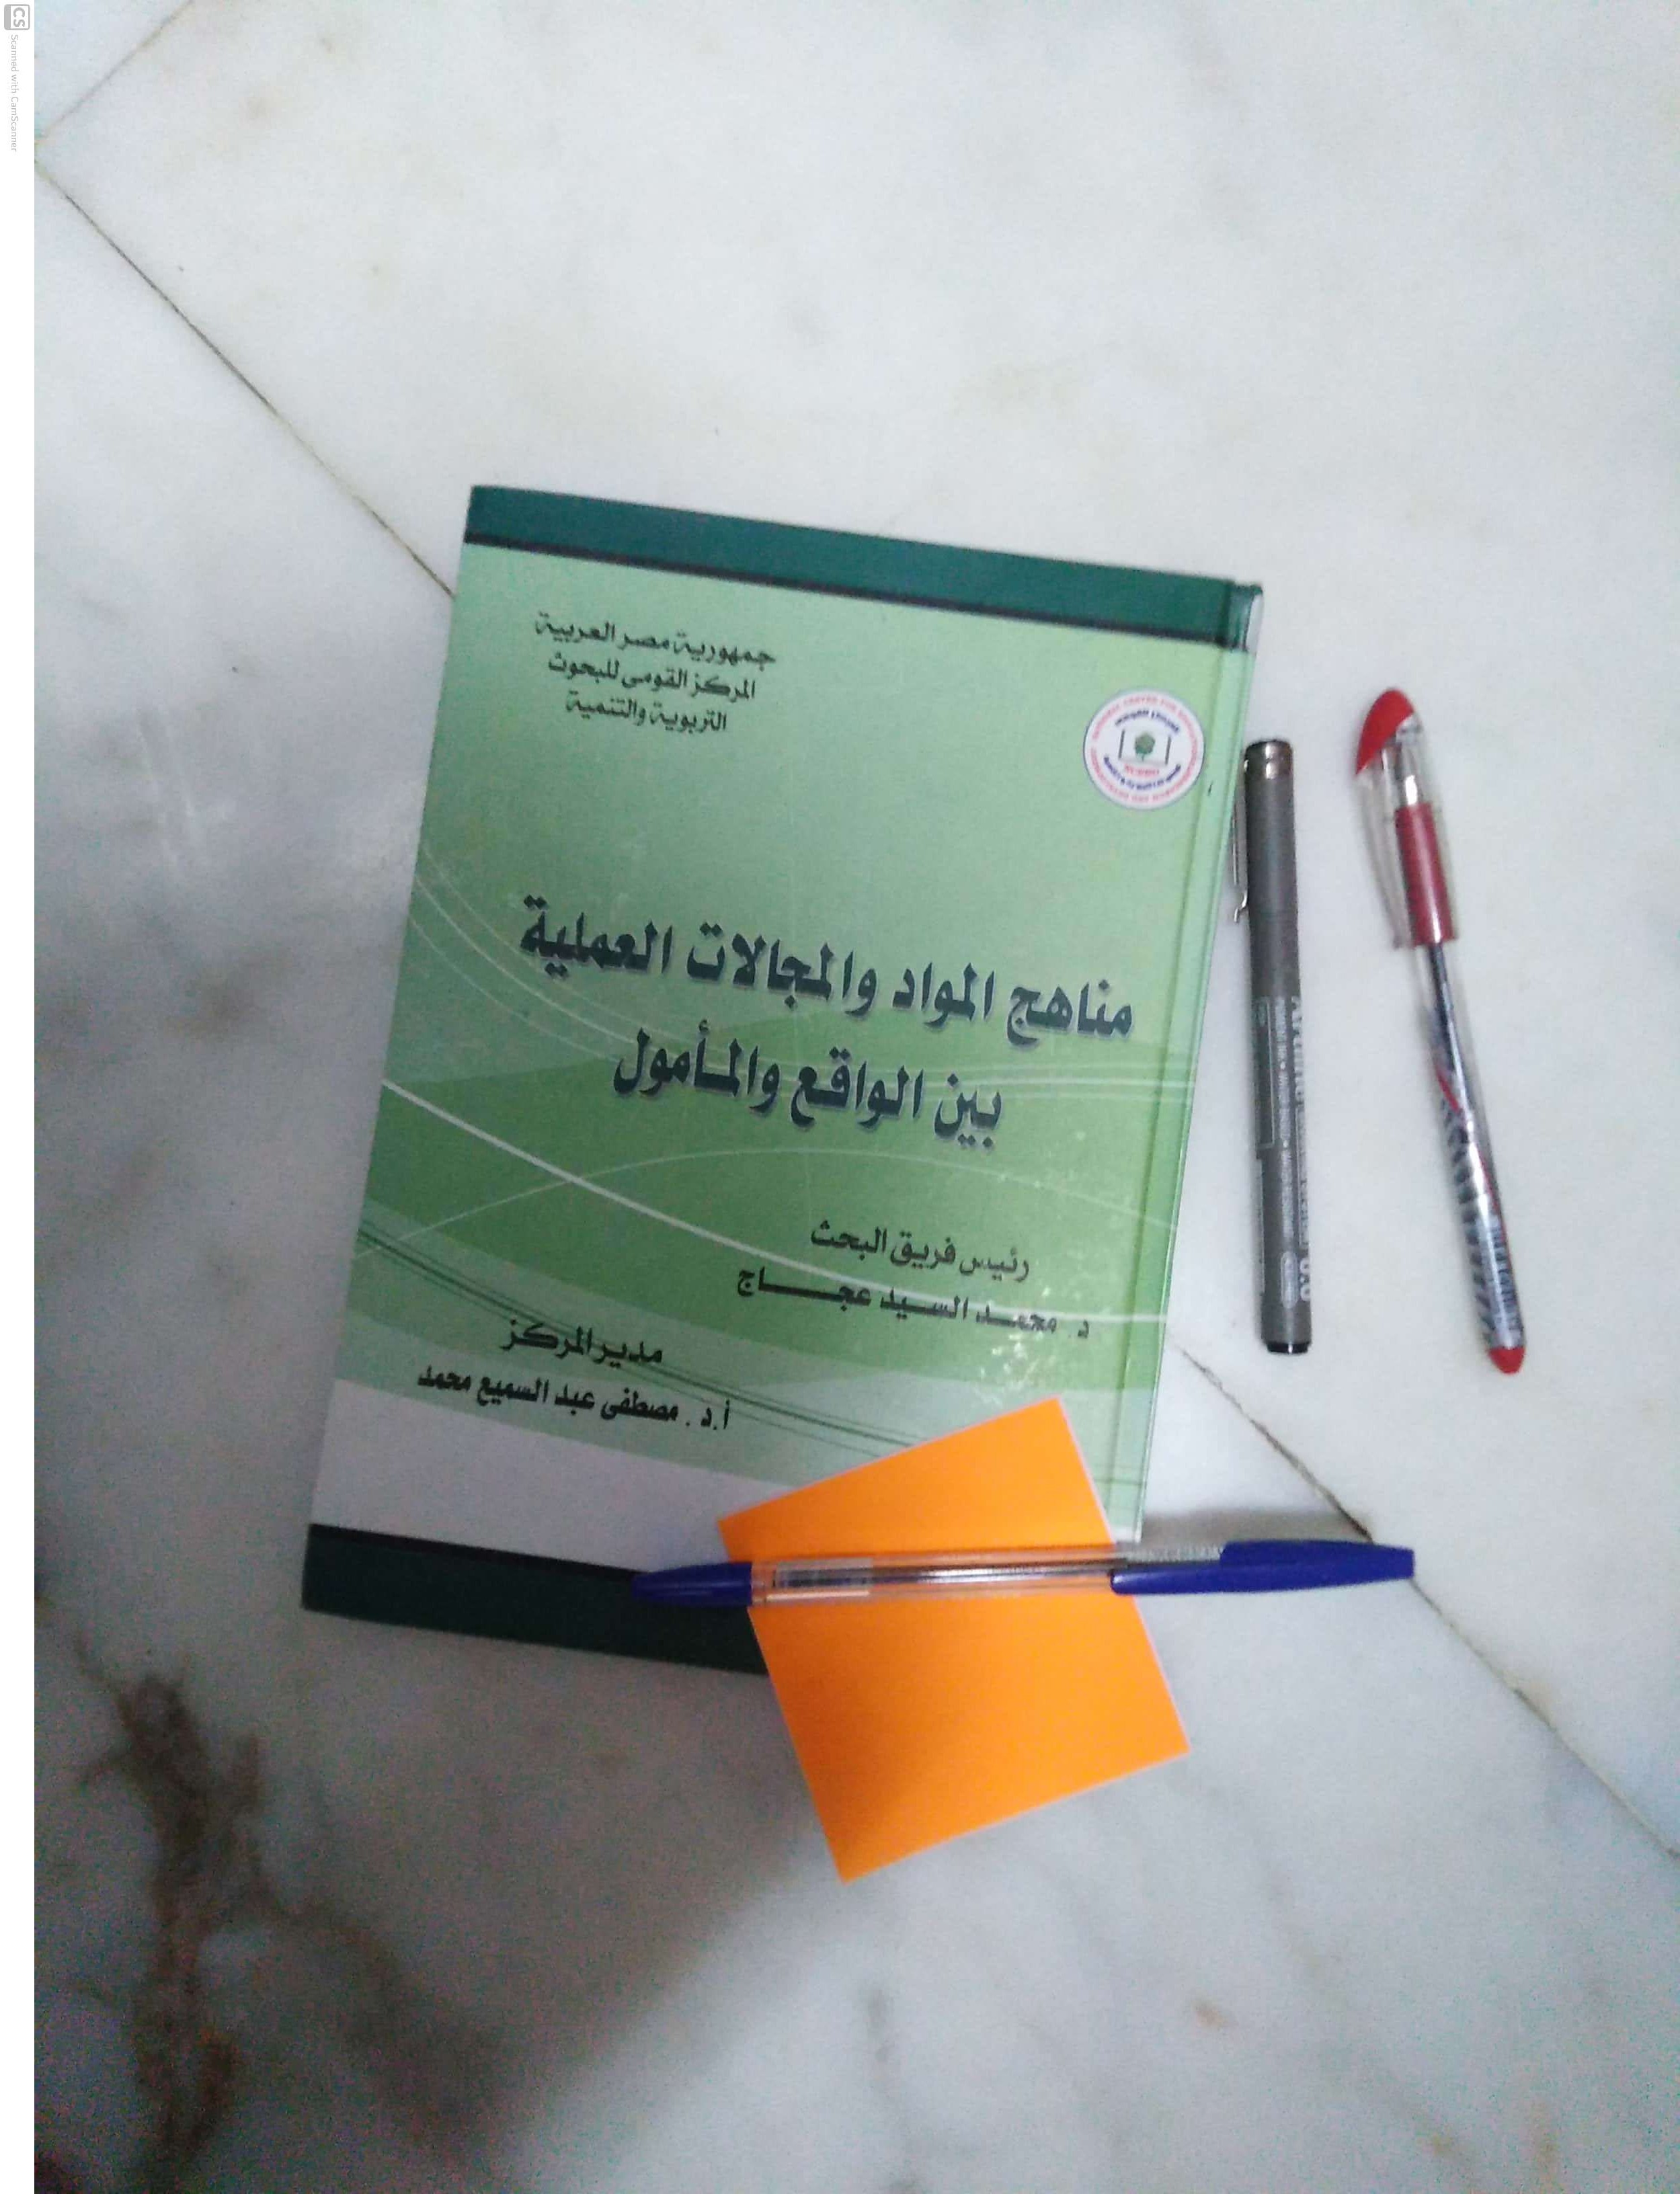 جمهورية مصر العربية
المركز القومى للبحوث
التربوية والتنمية
مناهج المواد والمجالات العملية
بين الواقع والمأمول
رئيس فريق البحث
د. محمد السيد عجاج
مدير المركز
أ.د. مصطفى عبد السميع محمد
CS Scanned with CamScanner